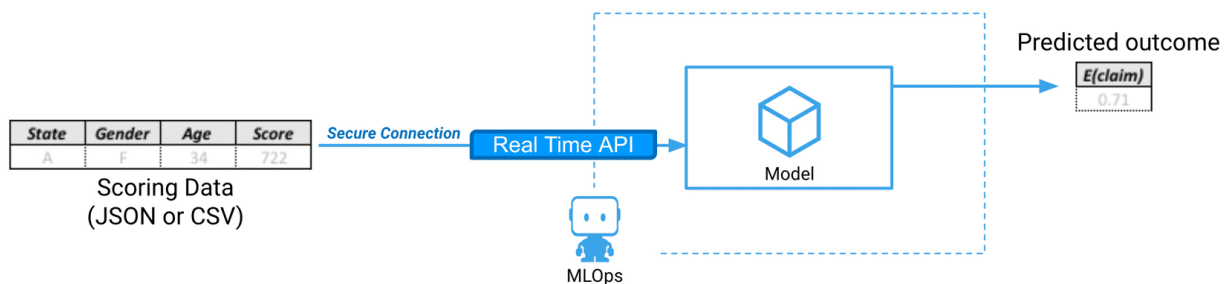 State Gender Age Score
A F 34 722
Scoring Data
(JSON or CSV)
Secure Connection
Real Time API
Model
MLOps
Predicted outcome
E(claim)
0.71